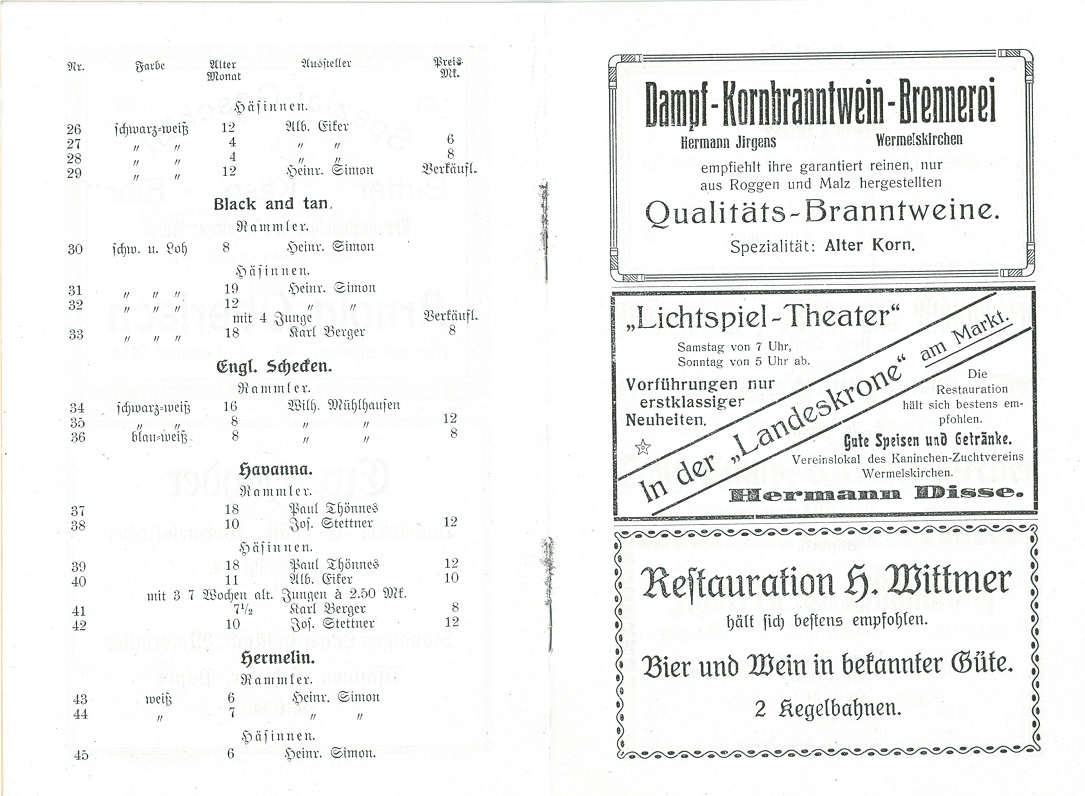 Nr. Farbe Alter Monat Aussteller Preis Mk.
Häsinnen.
26 schwarz-weiß 12 Alb. Eiker
27 „ „ 4 „ „ 6
28 „ „ 4 „ „ 8
29 „ „ 12 Heinr. Simon Verkäufl.
Black and tan.
Rammler.
30 schw. u. Loh 8 Heinr. Simon
Häsinnen.
31 „ „ „ 19 Heinr. Simon
32 „ „ „ 12 „ „
mit 4 Junge Verkäufl.
33 „ „ „ 18 Karl Berger 8
Engl. Schecken.
Rammler.
34 schwarz-weiß 16 Wilh. Mühlhausen
35 „ „ 8 „ „ 12
36 blau-weiß 8 „ „ 8
Havanna.
Rammler.
37 18 Paul Thönnes
38 10 Jos. Stettner 12
Häsinnen.
39 18 Paul Thönnes 12
40 11 Alb. Eiker 10
mit 3 7 Wochen alt. Jungen à 2.50 Mk.
41 7½ Karl Berger 8
42 10 Jos. Stettner 12
Hermelin.
Rammler.
43 weiß 6 Heinr. Simon
44 „ 7 „ „
Häsinnen.
45 6 Heinr. Simon.
Dampf-Kornbranntwein-Brennerei
Hermann Jirgens Wermelskirchen
empfiehlt ihre garantiert reinen, nur
aus Roggen und Malz hergestellten
Qualitäts-Branntweine.
Spezialität: Alter Korn.
„Lichtspiel-Theater“
Samstag von 7 Uhr,
Sonntag von 5 Uhr ab.
Vorführungen nur
erstklassiger
Neuheiten.
In der „Landeskrone“ am Markt.
Die
Restauration
hält sich bestens em-
pfohlen.
Gute Speisen und Getränke.
Vereinslokal des Kaninchen-Zuchtvereins
Wermelskirchen.
Hermann Disse.
Restauration H. Wittmer
hält sich bestens empfohlen.
Bier und Wein in bekannter Güte.
2 Kegelbahnen.